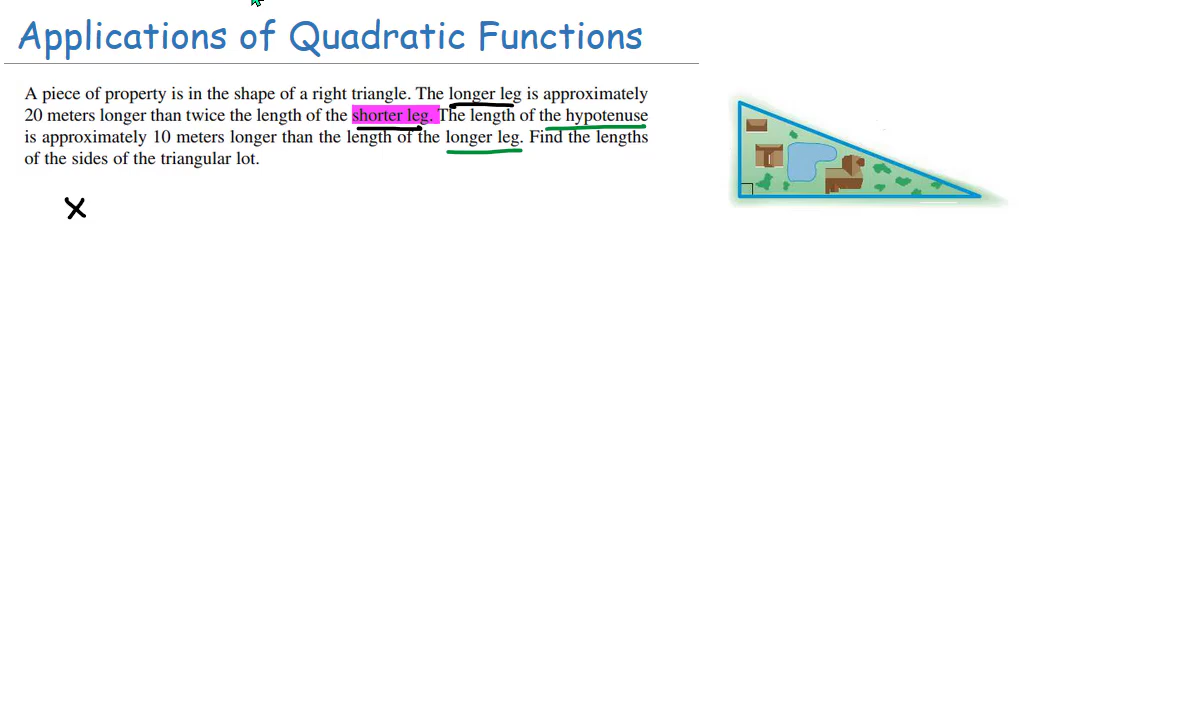 Applications of Quadratic Functions
A piece of property is in the shape of a right triangle. The longer leg is approximately
20 meters longer than twice the length of the shorter leg. The length of the hypotenuse
is approximately 10 meters longer than the length of the longer leg. Find the lengths
of the sides of the triangular lot.
x